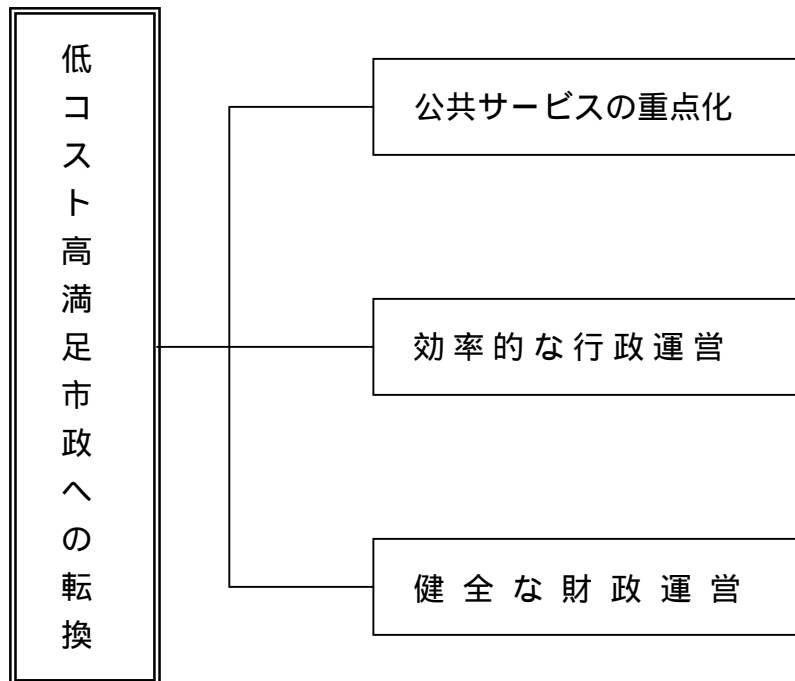 低コスト高満足市政への転換
公共サービスの重点化
効率的な行政運営
健全な財政運営